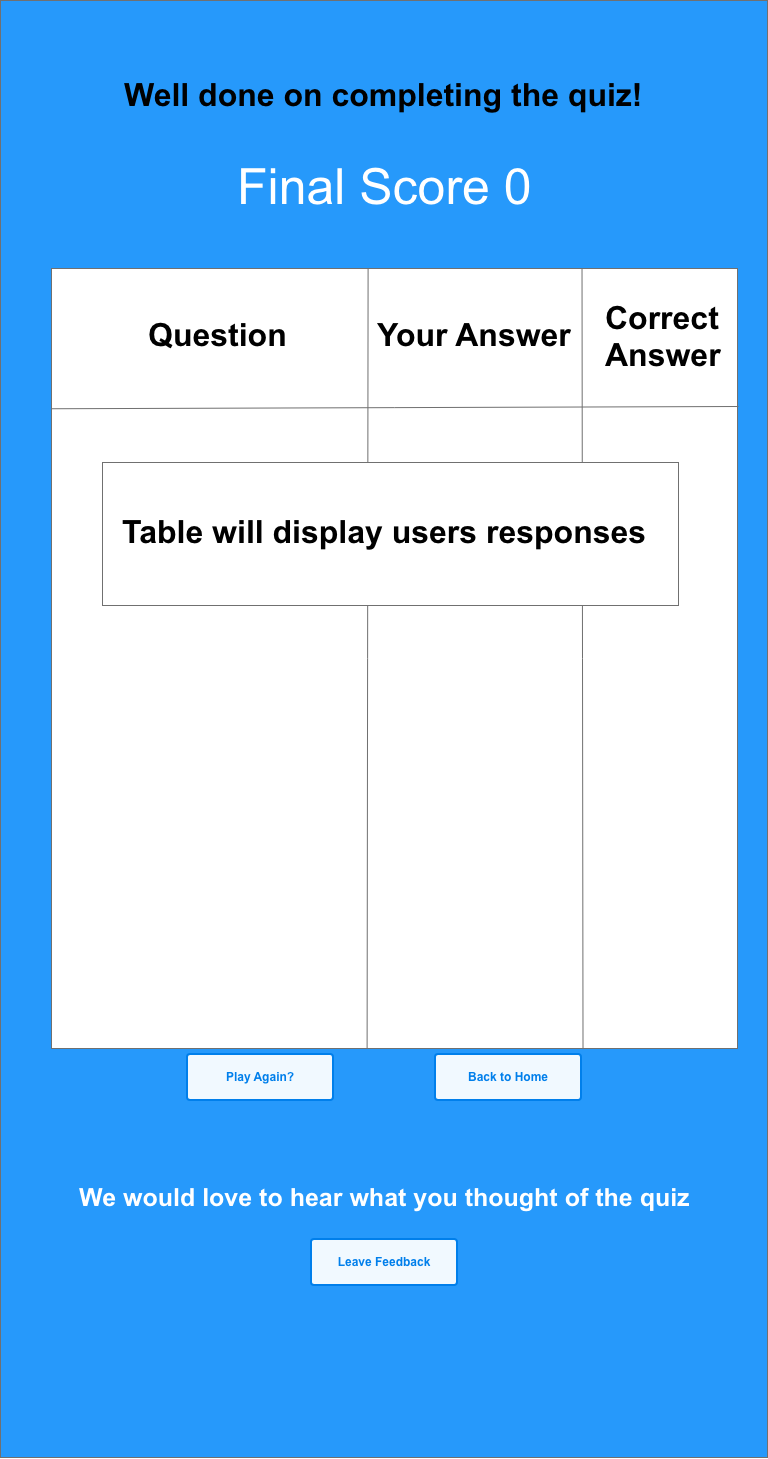 Well done on completing the quiz!
Final Score 0
Question
Your Answer
Correct
Answer
Table will display users responses
Play Again?
Back to Home
We would love to hear what you thought of the quiz
Leave Feedback